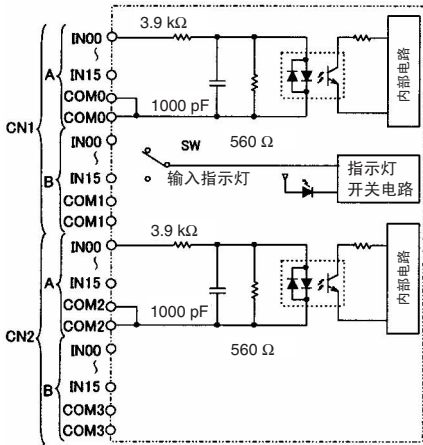 3.9 kΩ
IN00
~
A
IN15
COM0
COM0
1000 pF
内部电路
CN1
IN00
560 Ω
~
SW
B
IN15
输入指示灯
指示灯
开关电路
COM1
COM1
3.9 kΩ
IN00
~
A
IN15
COM2
COM2
1000 pF
内部电路
CN2
IN00
560 Ω
~
B
IN15
COM3
COM3